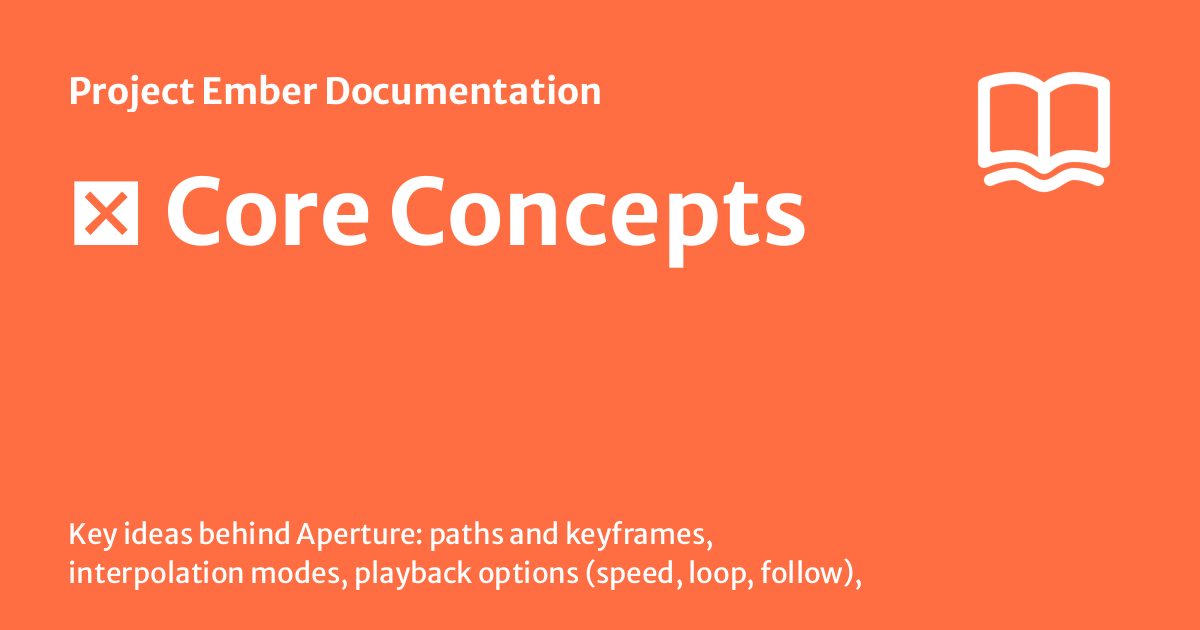 Project Ember Documentation
Core Concepts
Key ideas behind Aperture: paths and keyframes,
interpolation modes, playback options (speed, loop, follow),